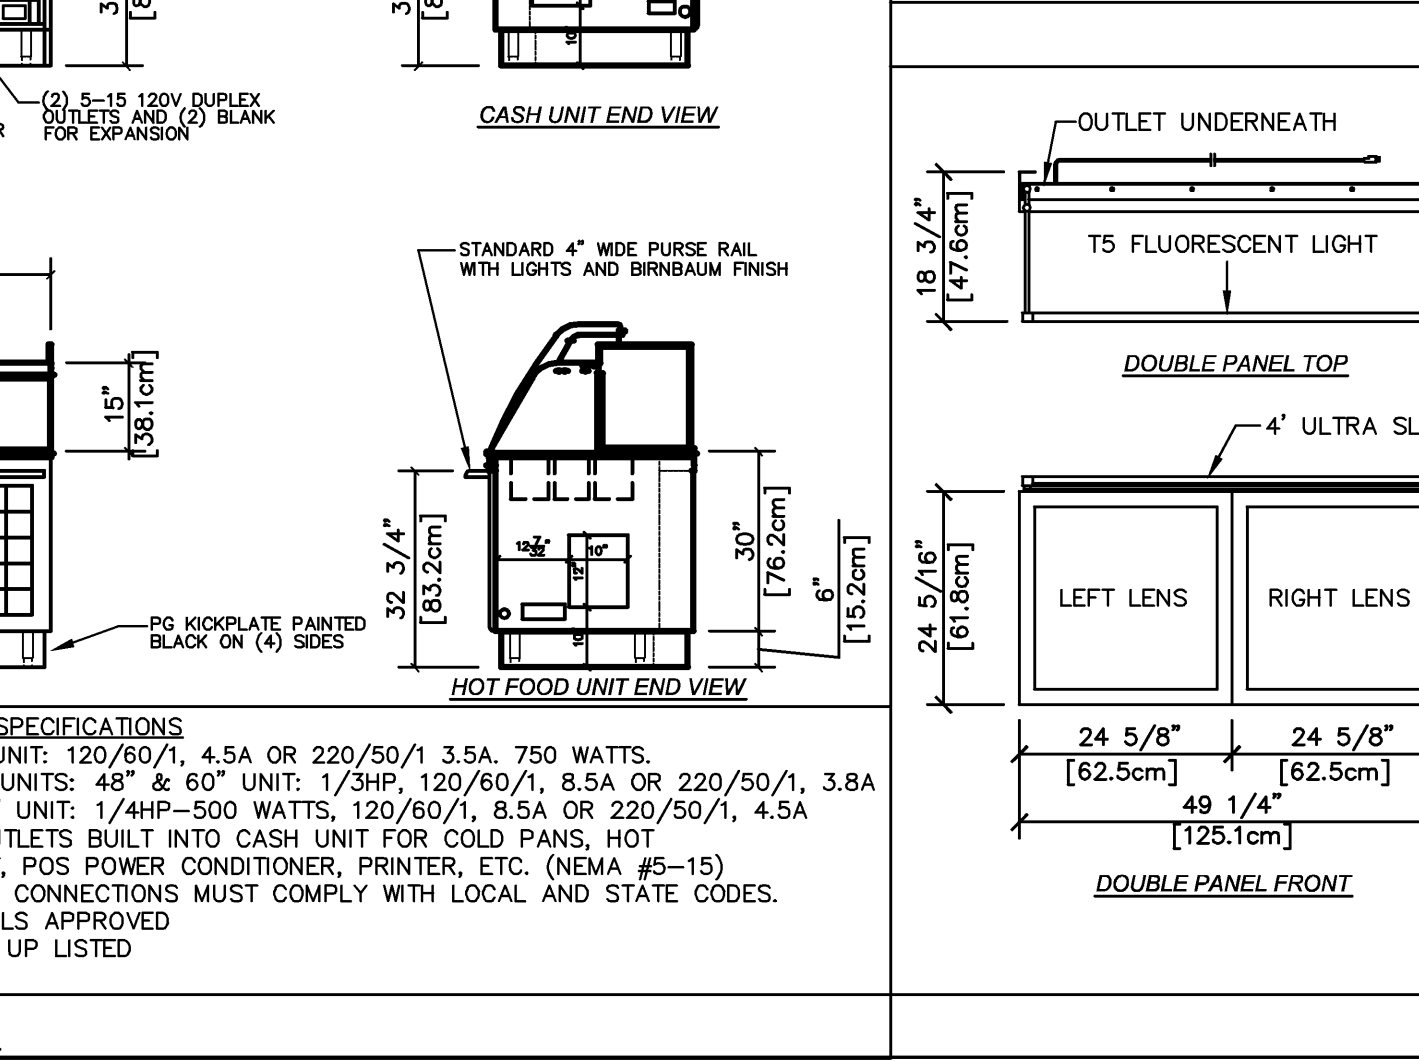 (2) 5-15 120V DUPLEX
OUTLETS AND (2) BLANK
FOR EXPANSION
CASH UNIT END VIEW
10"
STANDARD 4" WIDE PURSE RAIL
WITH LIGHTS AND BIRNBAUM FINISH
15"
[38.1cm]
32 3/4"
[83.2cm]
12 7/32"
10"
12"
10"
30"
[76.2cm]
6"
[15.2cm]
PG KICKPLATE PAINTED
BLACK ON (4) SIDES
HOT FOOD UNIT END VIEW
SPECIFICATIONS
UNIT: 120/60/1, 4.5A OR 220/50/1 3.5A. 750 WATTS.
UNITS: 48" & 60" UNIT: 1/3HP, 120/60/1, 8.5A OR 220/50/1, 3.8A
UNIT: 1/4HP-500 WATTS, 120/60/1, 8.5A OR 220/50/1, 4.5A
UTLETS BUILT INTO CASH UNIT FOR COLD PANS, HOT
, POS POWER CONDITIONER, PRINTER, ETC. (NEMA #5-15)
CONNECTIONS MUST COMPLY WITH LOCAL AND STATE CODES.
LS APPROVED
UP LISTED
OUTLET UNDERNEATH
18 3/4"
[47.6cm]
T5 FLUORESCENT LIGHT
DOUBLE PANEL TOP
4' ULTRA SL
24 5/16"
[61.8cm]
LEFT LENS
RIGHT LENS
24 5/8"
[62.5cm]
24 5/8"
[62.5cm]
49 1/4"
[125.1cm]
DOUBLE PANEL FRONT